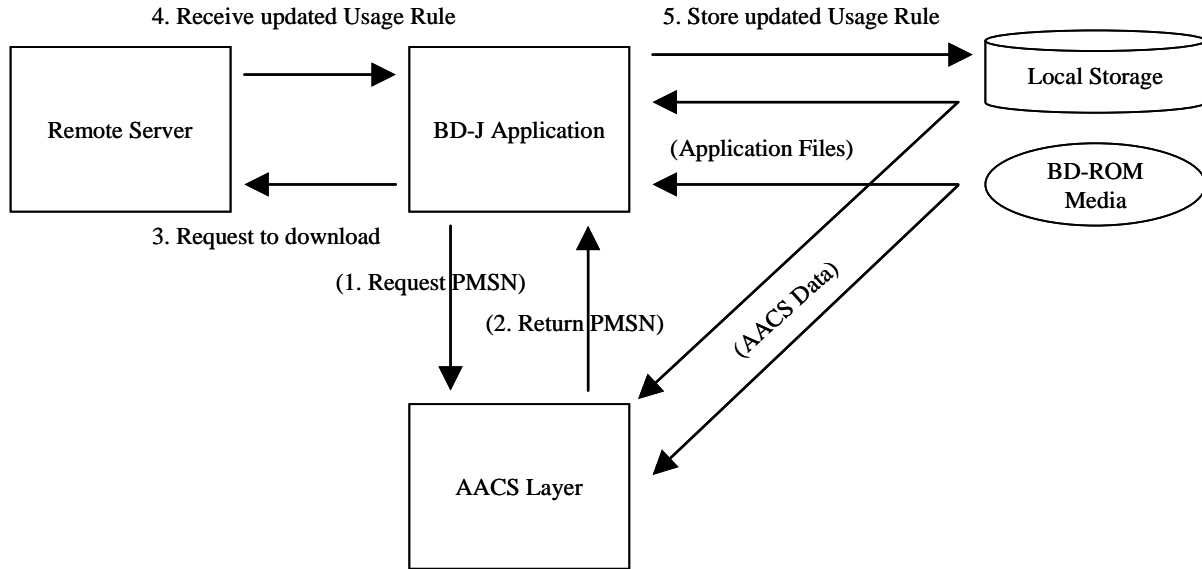 4. Receive updated Usage Rule
5. Store updated Usage Rule
Remote Server
BD-J Application
Local Storage
(Application Files)
BD-ROM
Media
3. Request to download
(1. Request PMSN)
(2. Return PMSN)
(AACS Data)
AACS Layer